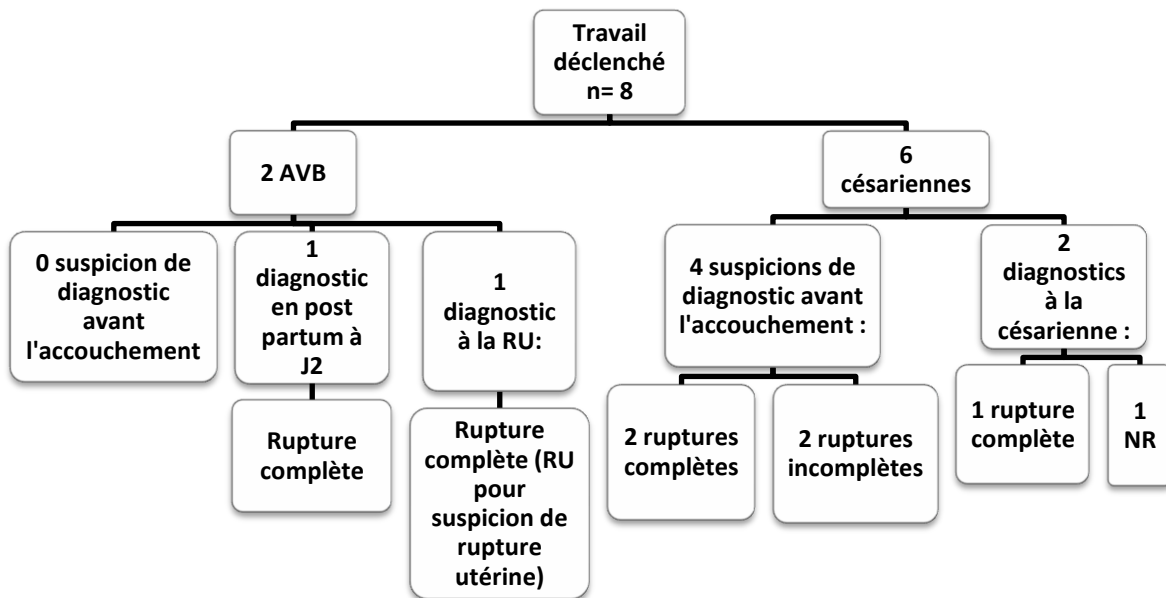 Travail
déclenché
n= 8
2 AVB
6
césariennes
0 suspicion de
diagnostic
avant
l'accouchement
1
diagnostic
en post
partum à
J2
1
diagnostic
à la RU:
4 suspicions de
diagnostic avant
l'accouchement :
2
diagnostics
à la
césarienne :
Rupture
complète
Rupture
complète (RU
pour
suspicion de
rupture
utérine)
2 ruptures
complètes
2 ruptures
incomplètes
1 rupture
complète
1
NR